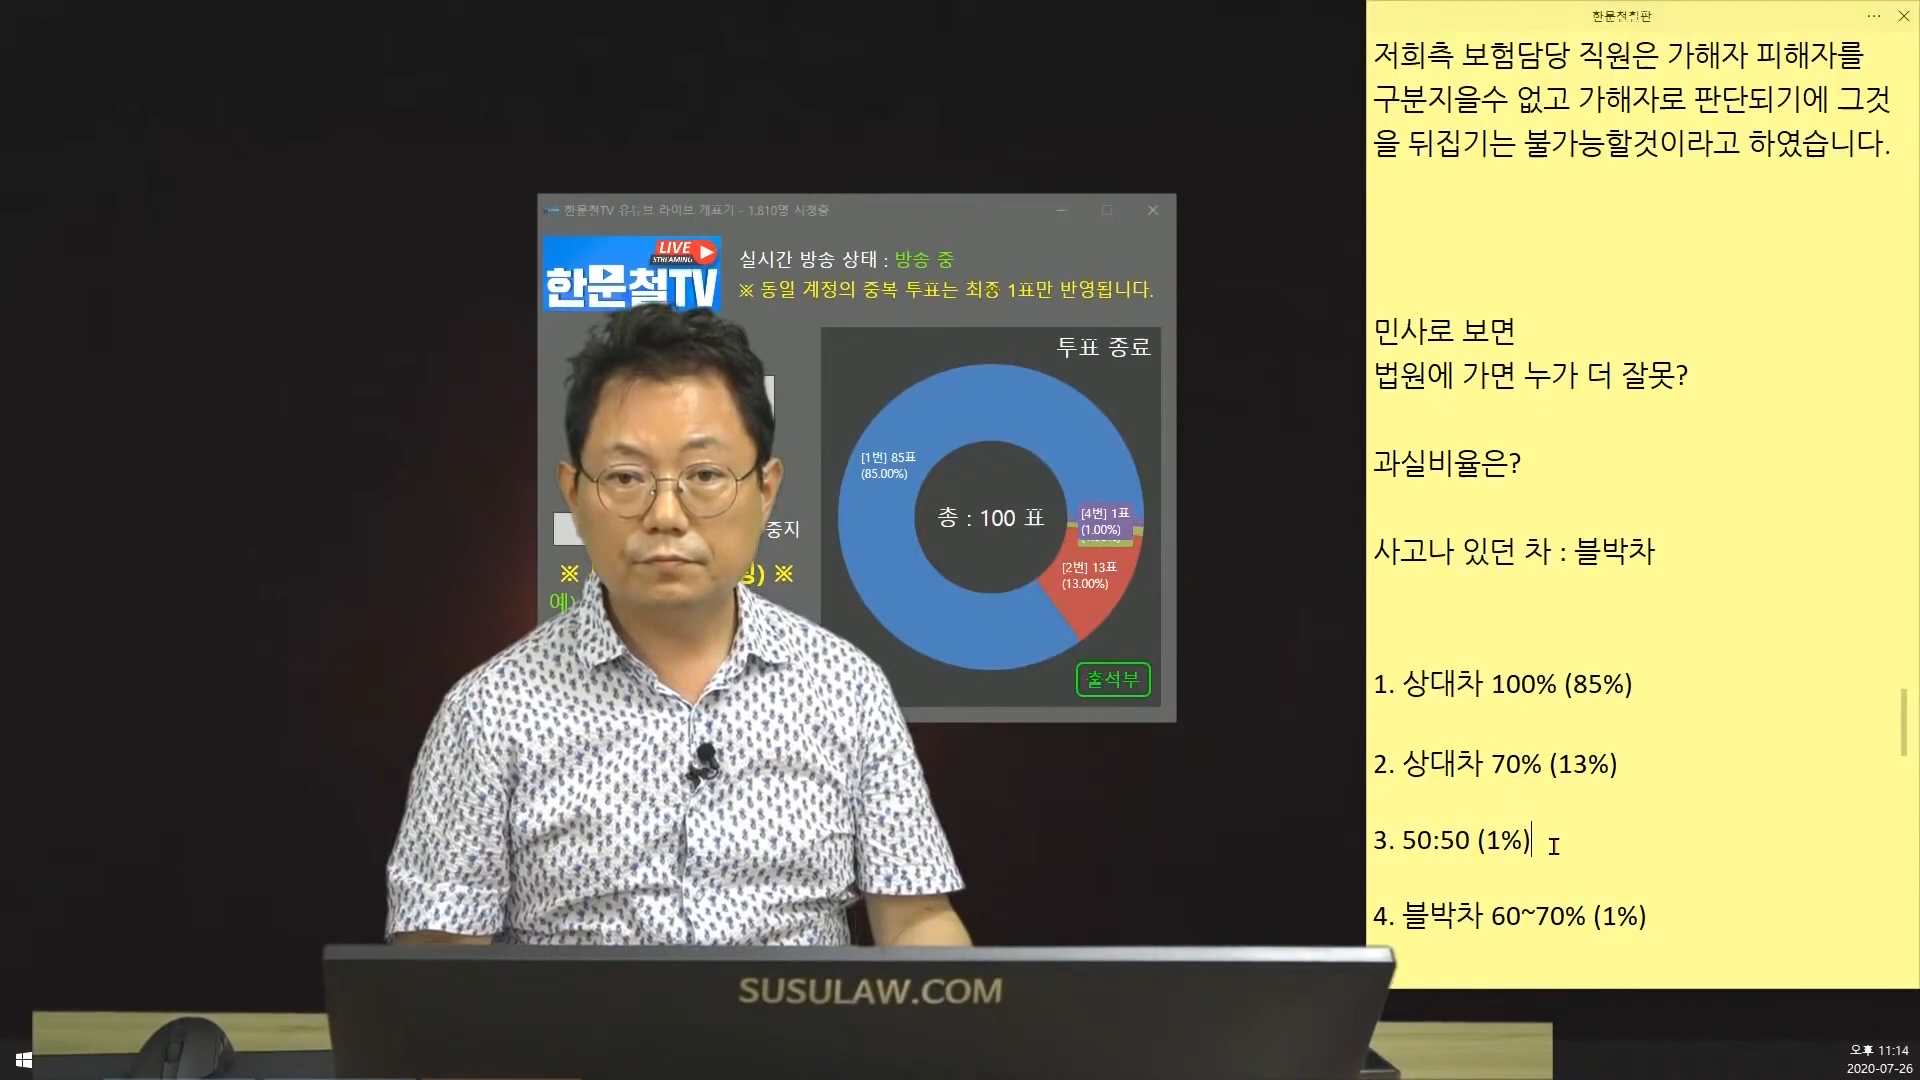 한문철TV 유튜브 라이브 개표기 - 1,810명 시청중
LIVE
STREAMING
한문철TV
실시간 방송 상태 : 방송 중
※ 동일 계정의 중복 투표는 최종 1표만 반영됩니다.
투표 종료
[1번] 85표
(85.00%)
총 : 100 표
[4번] 1표
(1.00%)
[2번] 13표
(13.00%)
중지
※
) ※
예)
출석부
SUSULAW.COM
한문철칠판
저희측 보험담당 직원은 가해자 피해자를
구분지을수 없고 가해자로 판단되기에 그것
을 뒤집기는 불가능할것이라고 하였습니다.
민사로 보면
법원에 가면 누가 더 잘못?
과실비율은?
사고나 있던 차 : 블박차
1. 상대차 100% (85%)
2. 상대차 70% (13%)
3. 50:50 (1%)
4. 블박차 60~70% (1%)
오후 11:14
2020-07-26